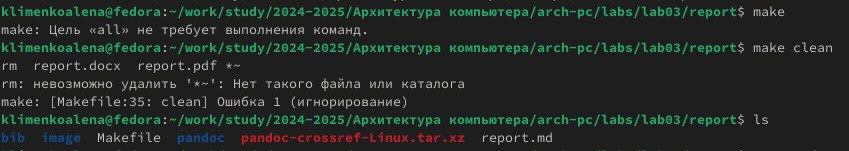 klimenkoalena@fedora:~/work/study/2024-2025/Архитектура компьютера/arch-pc/labs/lab03/report$ make
make: Цель «all» не требует выполнения команд.
klimenkoalena@fedora:~/work/study/2024-2025/Архитектура компьютера/arch-pc/labs/lab03/report$ make clean
rm  report.docx  report.pdf *~
rm: невозможно удалить '*~': Нет такого файла или каталога
make: [Makefile:35: clean] Ошибка 1 (игнорирование)
klimenkoalena@fedora:~/work/study/2024-2025/Архитектура компьютера/arch-pc/labs/lab03/report$ ls
bib  image  Makefile  pandoc  pandoc-crossref-Linux.tar.xz  report.md